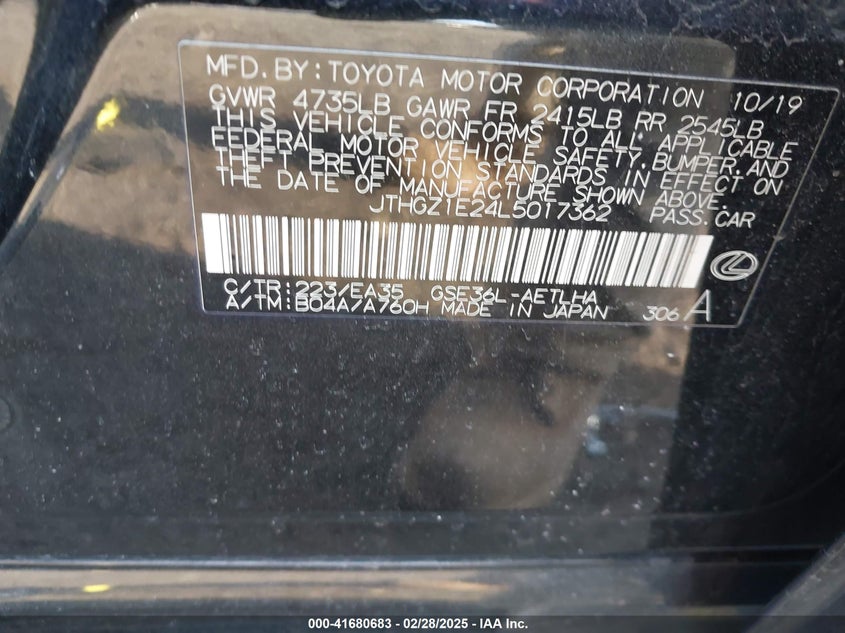 MFD.BY:TOYOTA MOTOR CORPORATION 10/19
GVWR 4735LB GAWR FR 2415LB RR 2545LB
THIS VEHICLE CONFORMS TO ALL APPLICABLE
FEDERAL MOTOR VEHICLE SAFETY,BUMPER,AND
THEFT PREVENTION STANDARDS IN EFFECT ON
THE DATE OF MANUFACTURE SHOWN ABOVE.
JTHGZ1E24L5017362 PASS.CAR
C/TR:223/EA35 GSE36L-AETLHA
A/TM:B04A/A760H MADE IN JAPAN 306 A
000-41680683 / 02/28/2025 - IAA Inc.